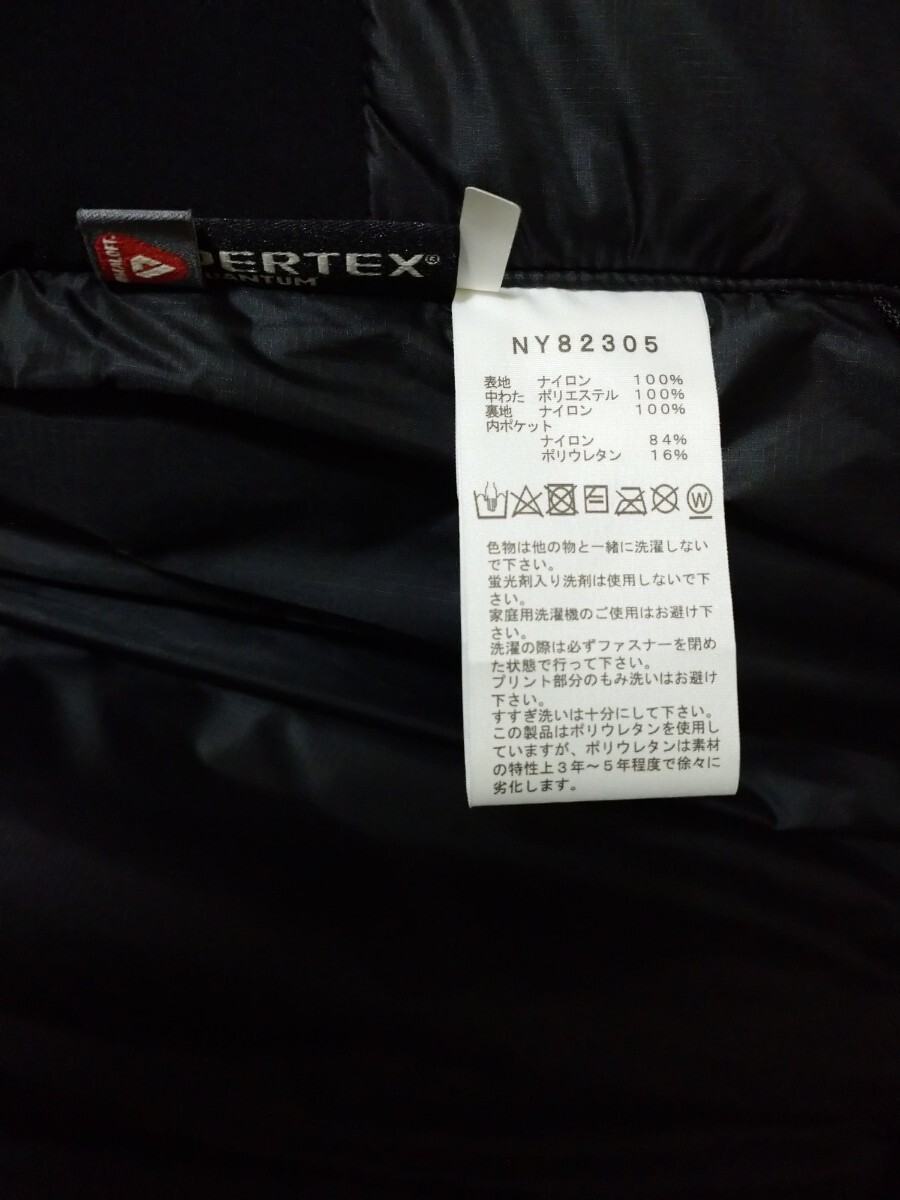 PERTEX®
QUANTUM
NY82305
表地 ナイロン 100%
中わた ポリエステル 100%
裏地 ナイロン 100%
内ポケット
ナイロン 84%
ポリウレタン 16%
W
色物は他の物と一緒に洗濯しない
で下さい。
蛍光剤入り洗剤は使用しないで下
さい。
家庭用洗濯機のご使用はお避け下
さい。
洗濯の際は必ずファスナーを閉め
た状態で行って下さい。
プリント部分のもみ洗いはお避け
下さい。
すすぎ洗いは十分にして下さい。
この製品はポリウレタンを使用し
ていますが、ポリウレタンは素材
の特性上3年〜5年程度で徐々に
劣化します。